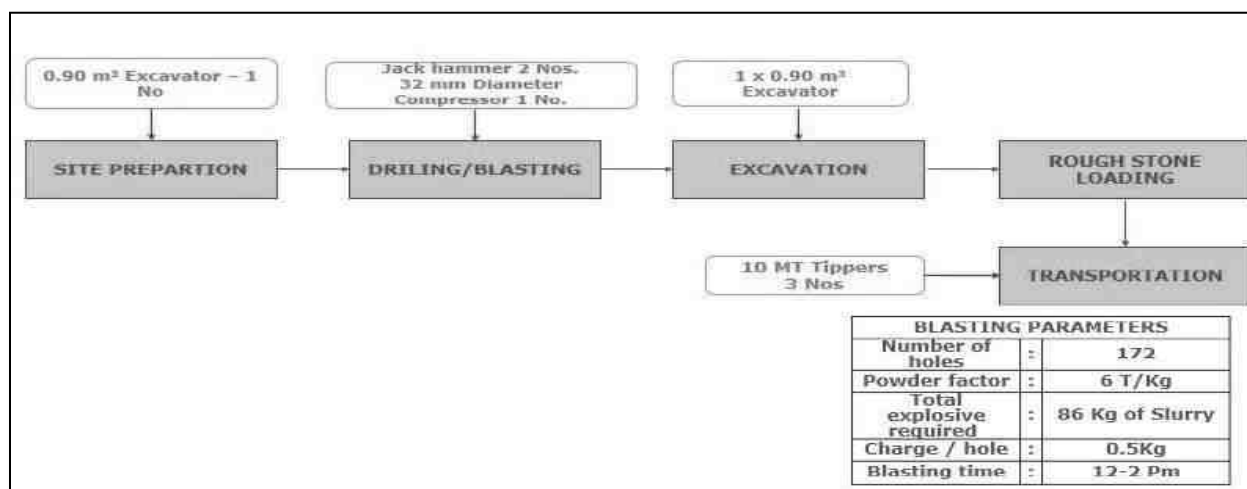 0.90 m³ Excavator – 1
No
Jack hammer 2 Nos.
32 mm Diameter
Compressor 1 No.
1 x 0.90 m³
Excavator
SITE PREPARTION
DRILING/BLASTING
EXCAVATION
ROUGH STONE
LOADING
10 MT Tippers
3 Nos
TRANSPORTATION
BLASTING PARAMETERS
Number of
holes : 172
Powder factor : 6 T/Kg
Total
explosive : 86 Kg of Slurry
required
Charge / hole : 0.5Kg
Blasting time : 12-2 Pm